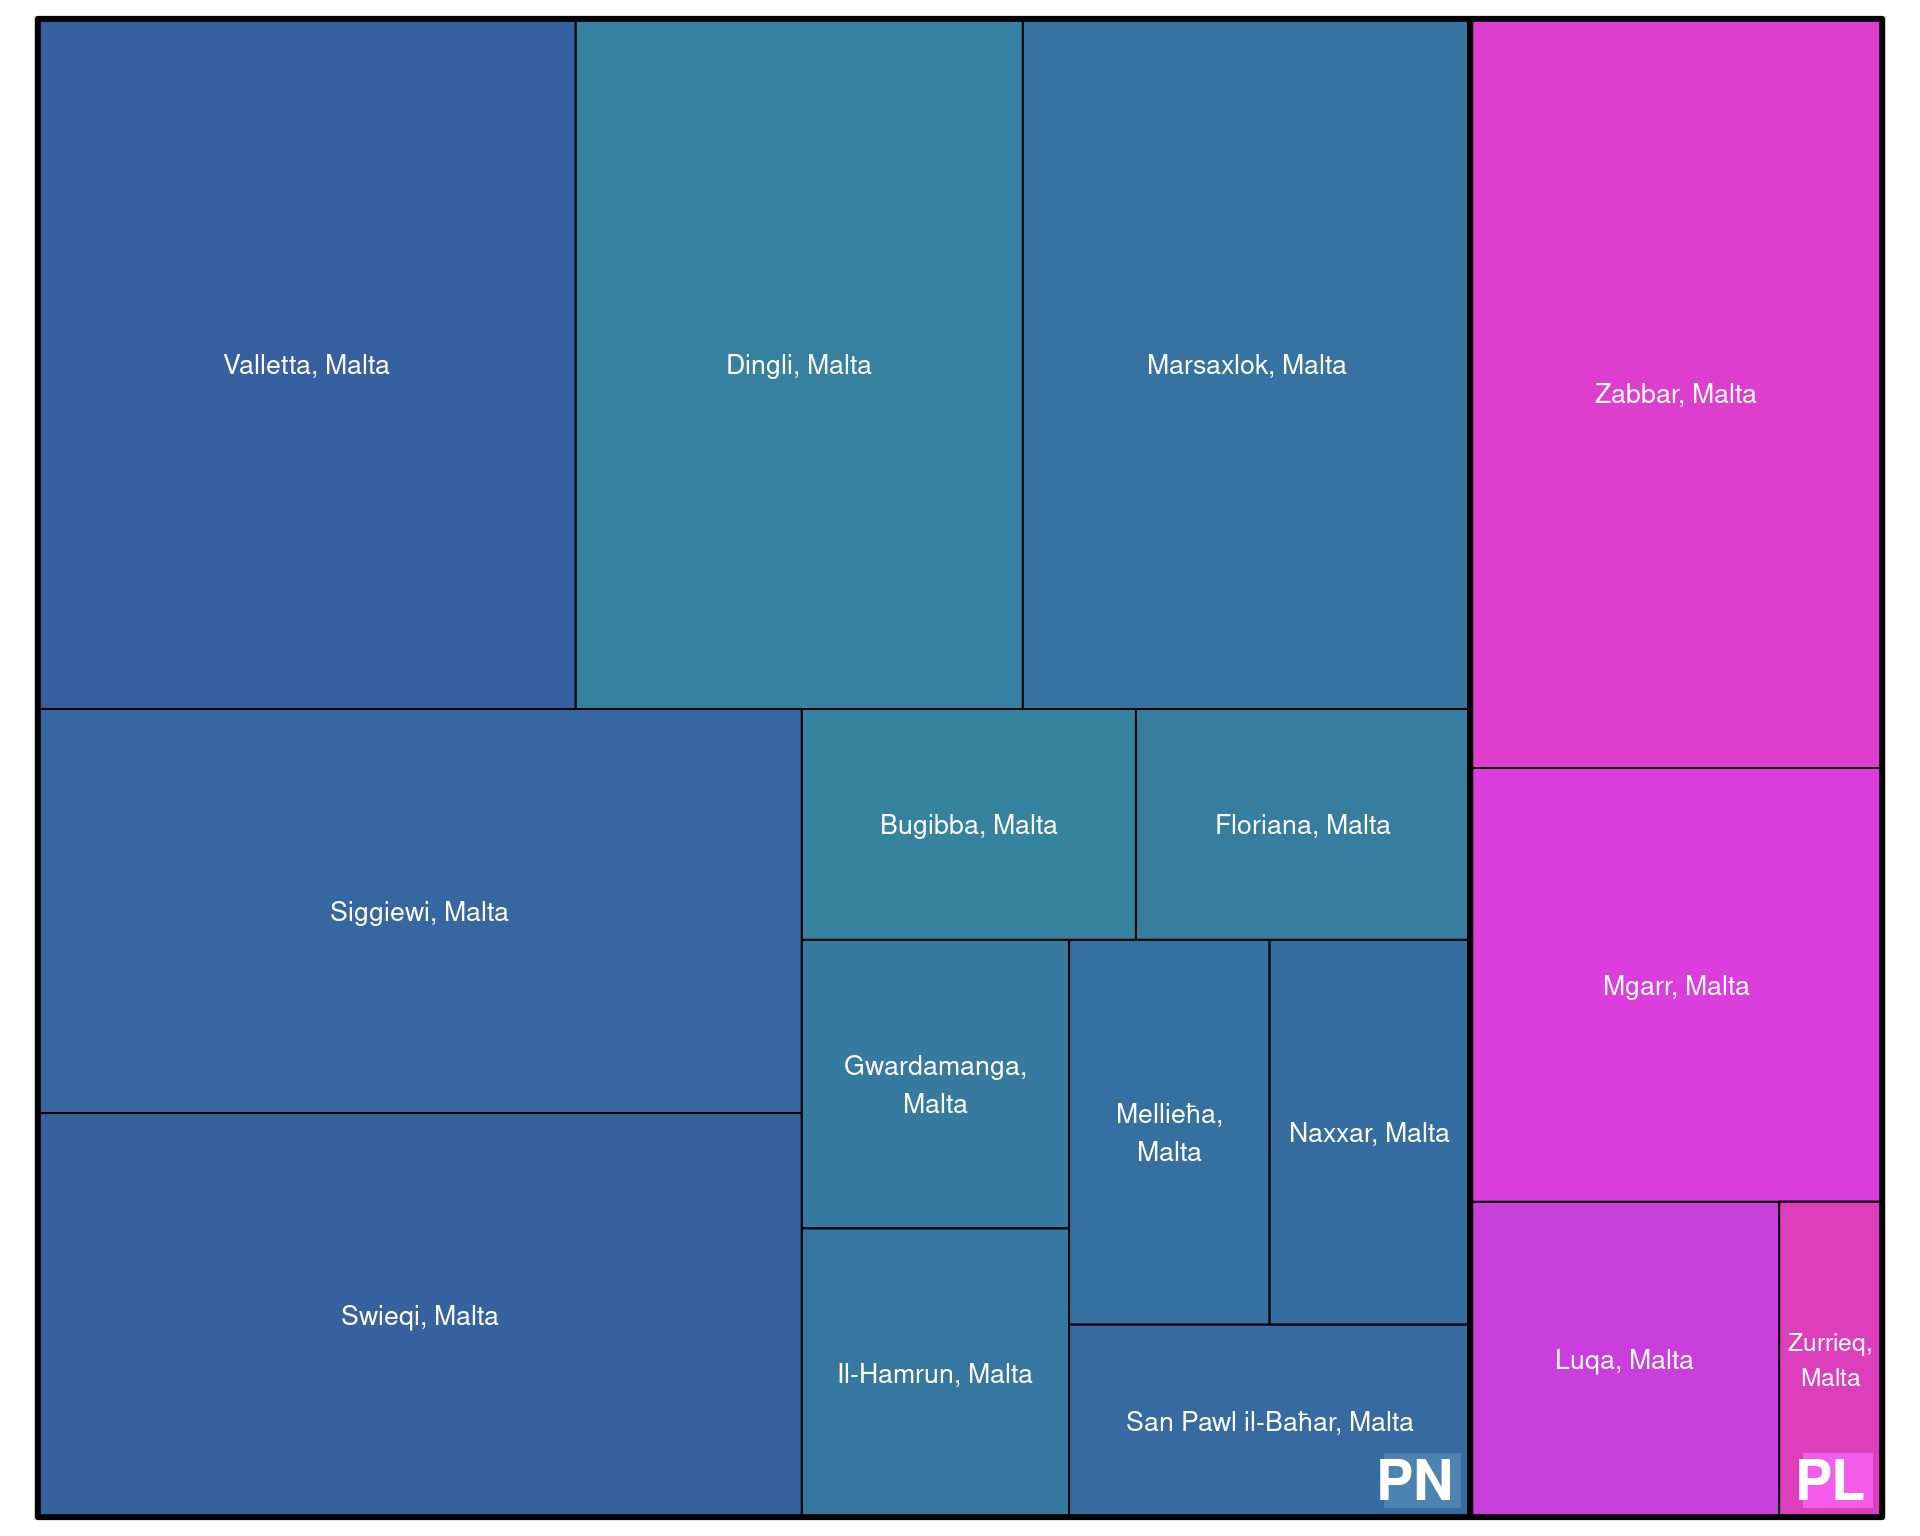 Valletta, Malta
Dingli, Malta
Marsaxlok, Malta
Zabbar, Malta
Siggiewi, Malta
Bugibba, Malta
Floriana, Malta
Mgarr, Malta
Gwardamanga,
Malta
Mellieħa,
Malta
Naxxar, Malta
Swieqi, Malta
Il-Hamrun, Malta
San Pawl il-Baħar, Malta
Luqa, Malta
Zurrieq,
Malta
PN
PL